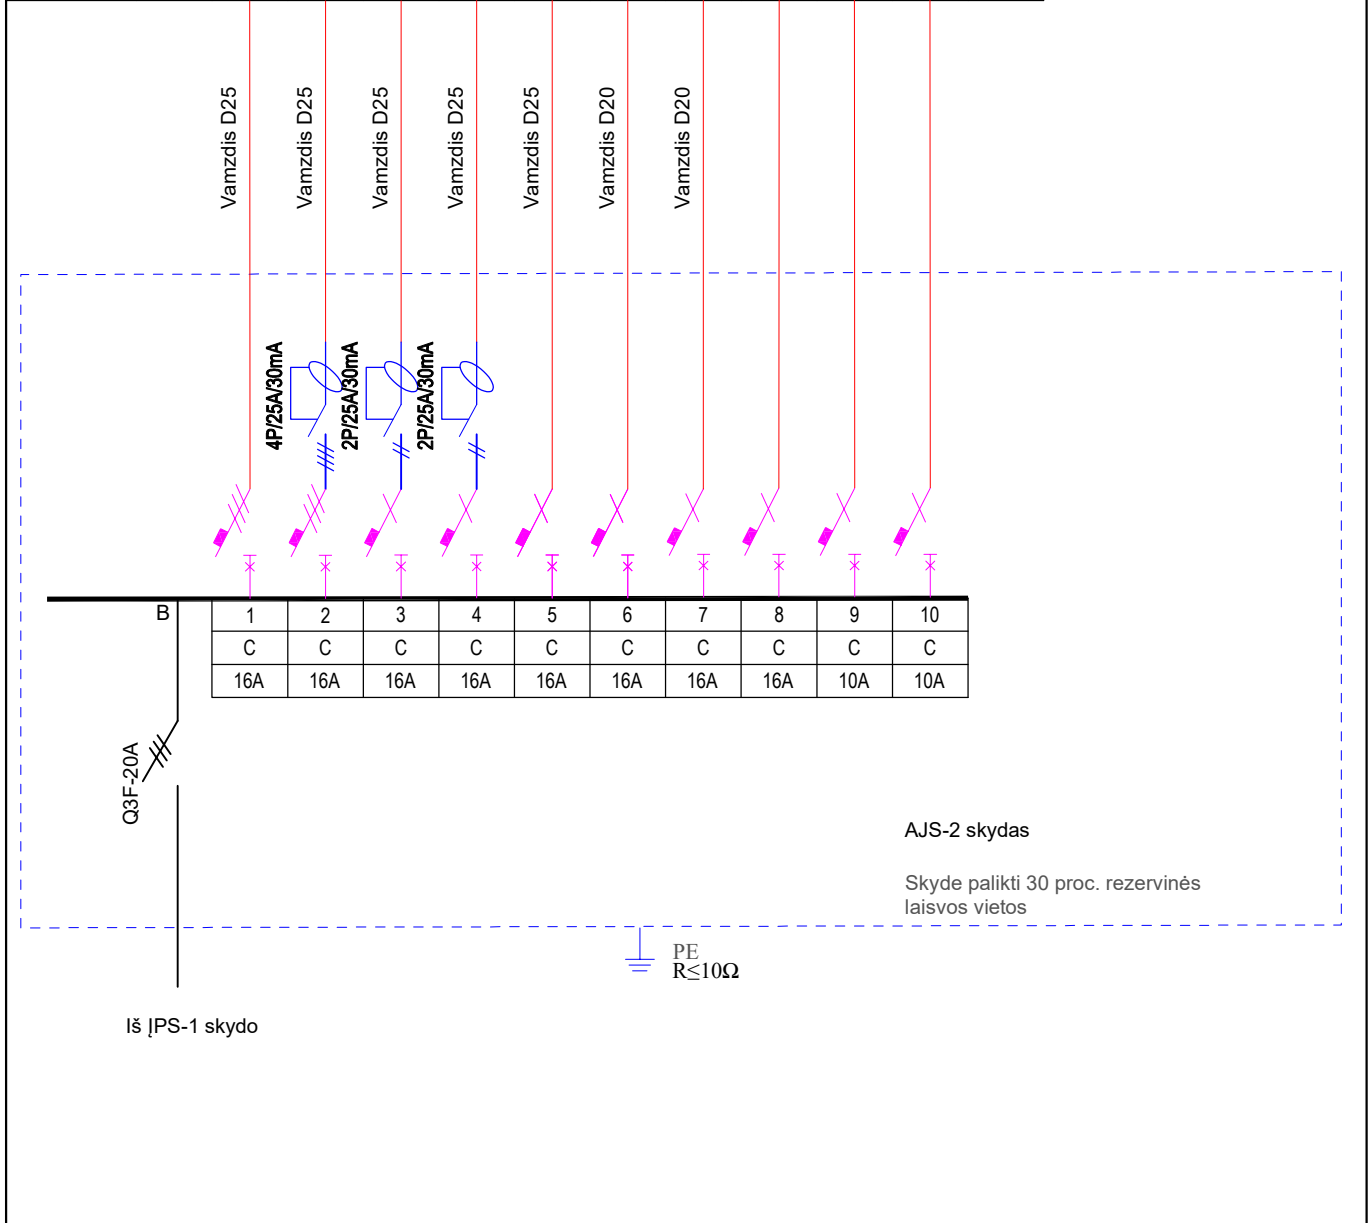 Vamzdis D25
Vamzdis D25
Vamzdis D25
Vamzdis D25
Vamzdis D25
Vamzdis D20
Vamzdis D20
4P/25A/30mA
2P/25A/30mA
2P/25A/30mA
B
1 2 3 4 5 6 7 8 9 10
C C C C C C C C C C
16A 16A 16A 16A 16A 16A 16A 16A 10A 10A
Q3F-20A
AJS-2 skydas
Skyde palikti 30 proc. rezervinės
laisvos vietos
PE
R≤10Ω
Iš ĮPS-1 skydo